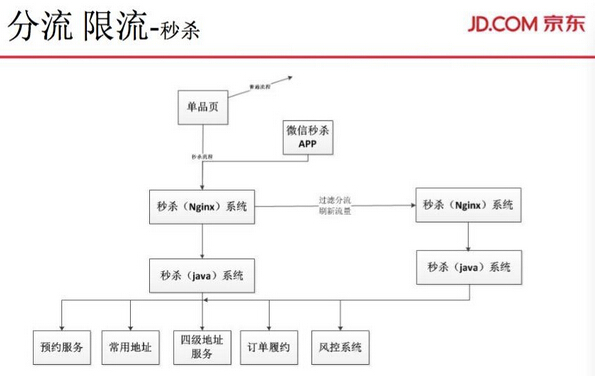 分流 限流-秒杀
JD.COM 京东
普通流程
单品页
微信秒杀
APP
秒杀流程
秒杀（Nginx）系统
过滤分流
刷新流量
秒杀（Nginx）系统
秒杀（java）系统
秒杀（java）系统
预约服务
常用地址
四级地址
服务
订单履约
风控系统